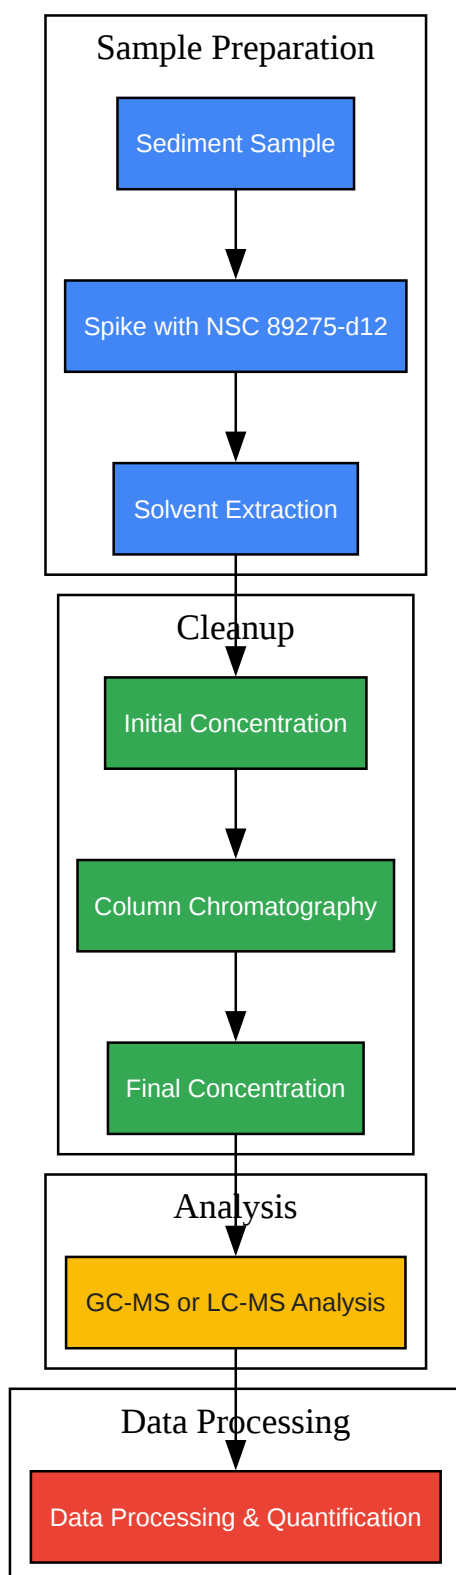 Sample Preparation
Sediment Sample
Spike with NSC 89275-d12
Solvent Extraction
Cleanup
Initial Concentration
Column Chromatography
Final Concentration
Analysis
GC-MS or LC-MS Analysis
Data Processing
Data Processing & Quantification